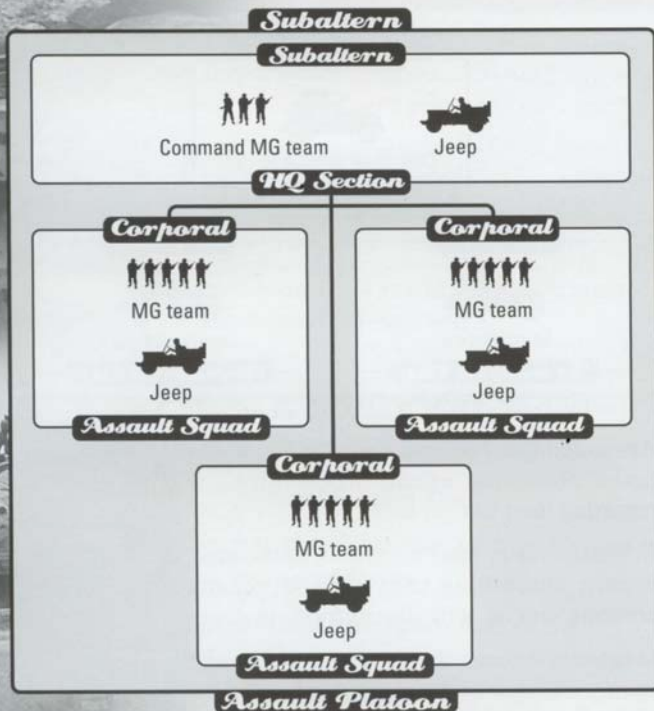 Subaltern
Subaltern
Command MG team
Jeep
HQ Section
Corporal
MG team
Jeep
Assault Squad
Corporal
MG team
Jeep
Assault Squad
Corporal
MG team
Jeep
Assault Squad
Assault Platoon